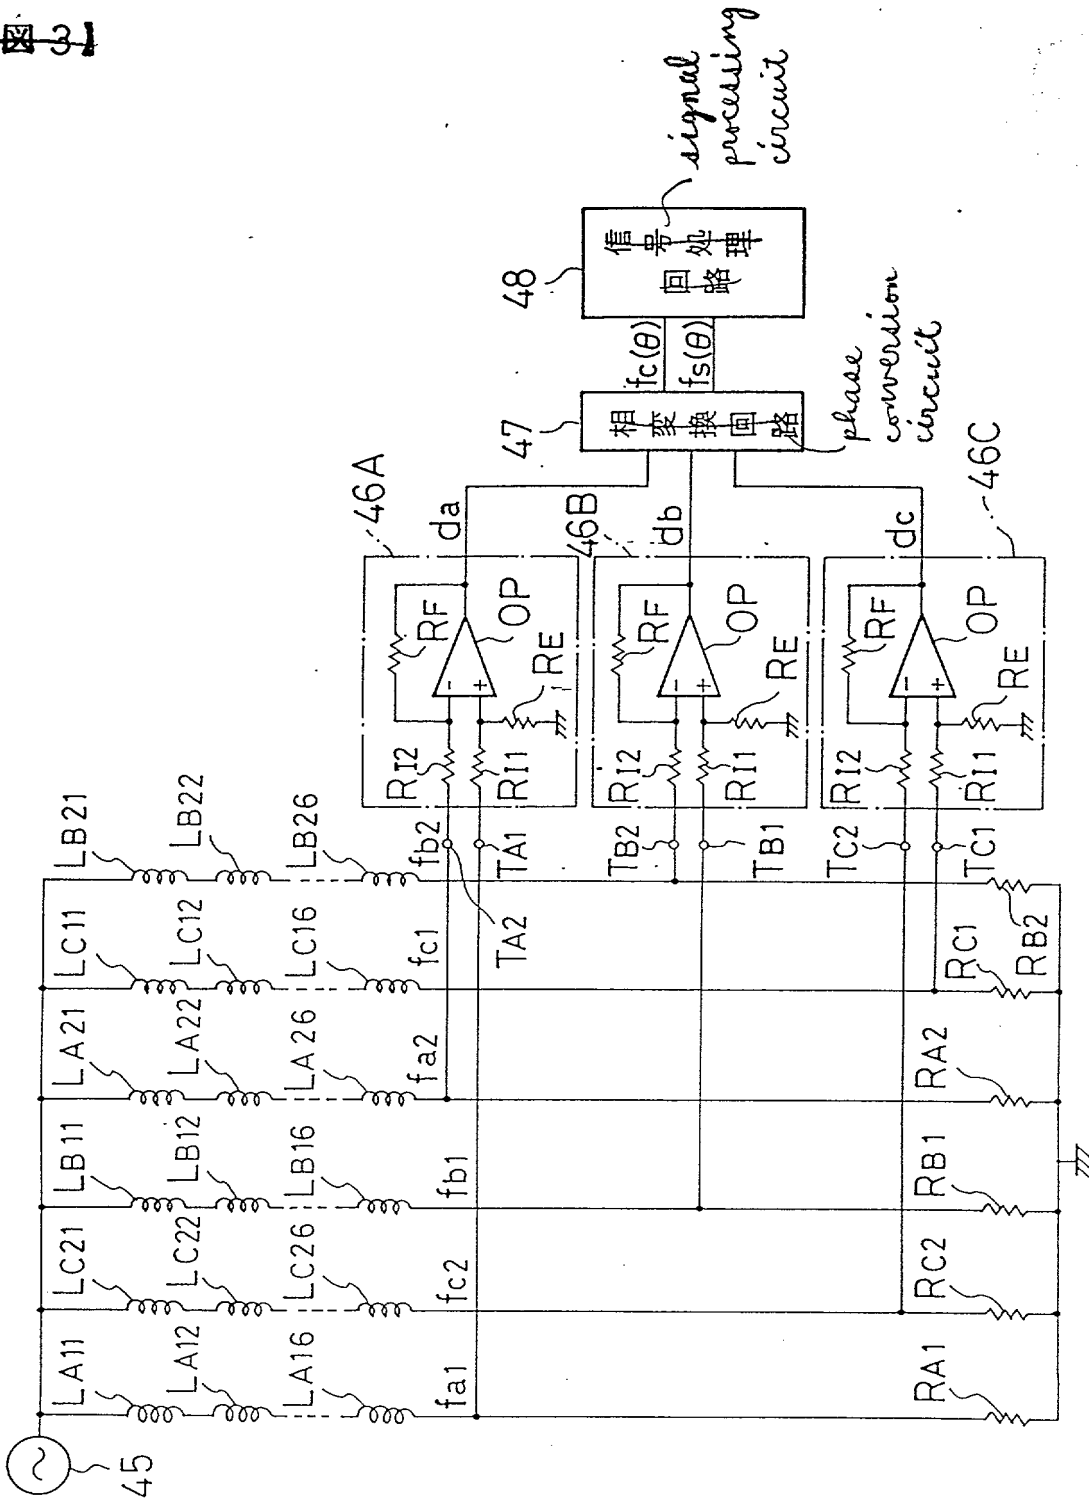 図3】
45
LA11
LA12
LA16
fa1
RA1
LC21
LC22
LC26
fc2
RC2
LB11
LB12
LB16
fb1
RB1
LA21
LA22
LA26
fa2
RA2
LC11
LC12
LC16
fc1
RC1
LB21
LB22
LB26
fb2
RB2
TA2
TA1
TB2
TB1
TC2
TC1
46A
RI2
RI1
RF
RE
OP
-
+
da
46B
RI2
RI1
RF
RE
OP
-
+
db
46C
RI2
RI1
RF
RE
OP
-
+
dc
47
相変換回路
phase
conversion
circuit
fc(θ)
fs(θ)
48
信号処理
回路
signal
processing
circuit